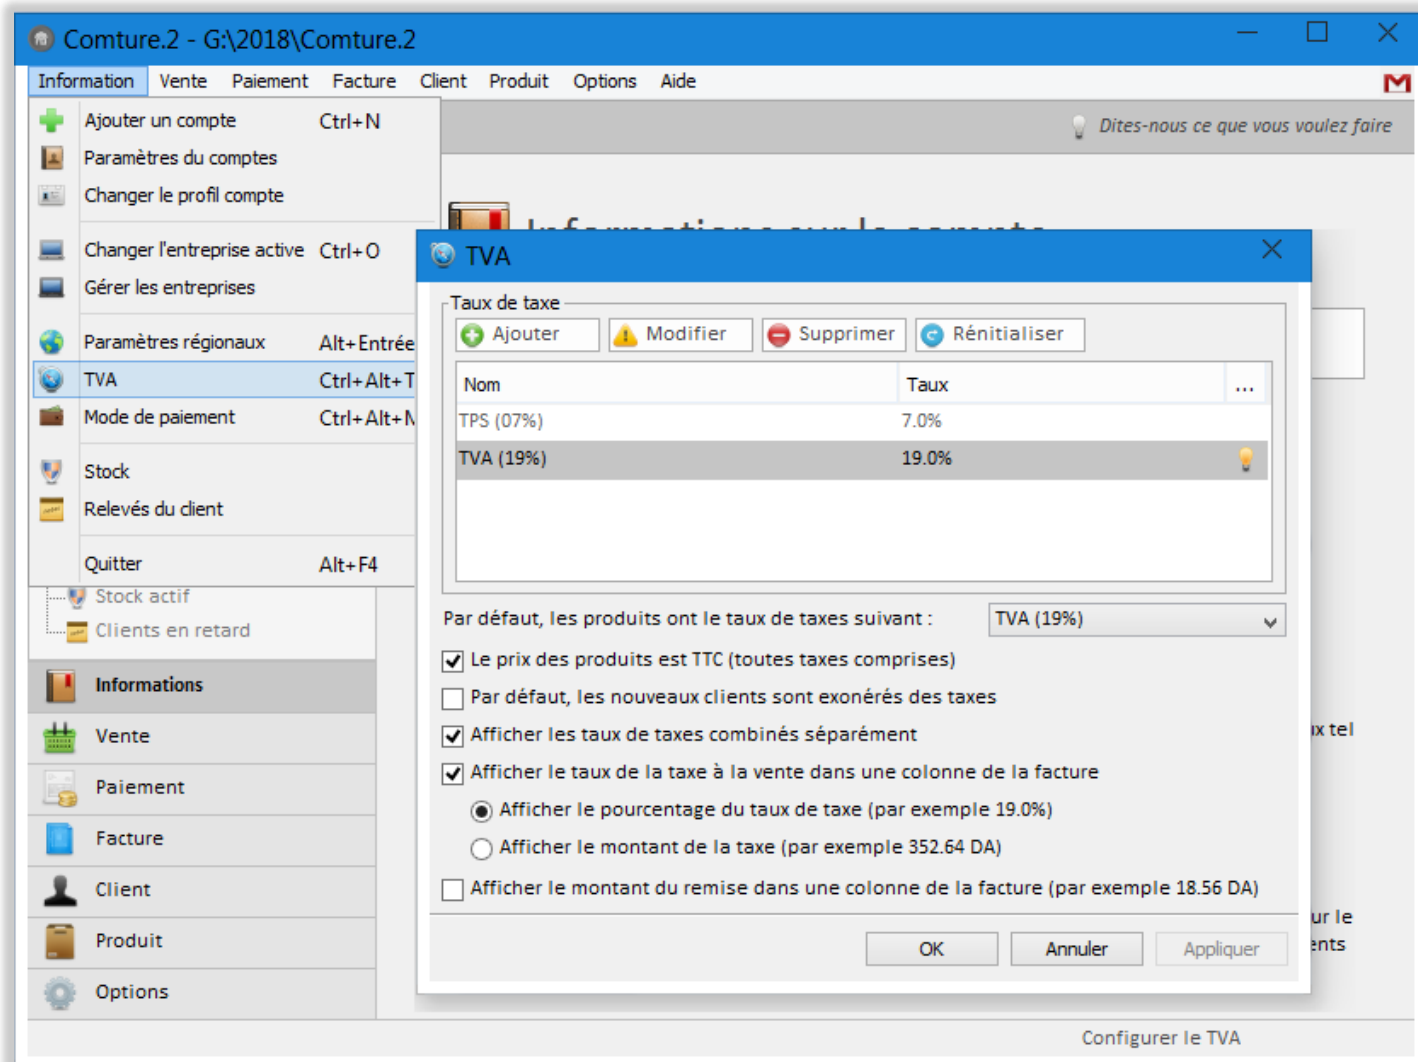 Comture.2 - G:\2018\Comture.2
Information Vente Paiement Facture Client Produit Options Aide
Ajouter un compte Ctrl+N
Paramètres du comptes
Changer le profil compte
Changer l'entreprise active Ctrl+O
Gérer les entreprises
Paramètres régionaux Alt+Entrée
TVA Ctrl+Alt+T
Mode de paiement Ctrl+Alt+
Stock
Relevés du client
Quitter Alt+F4
Dites-nous ce que vous voulez faire
TVA
Taux de taxe
Ajouter Modifier Supprimer Rénitialiser
Nom Taux ...
TPS (07%) 7.0%
TVA (19%) 19.0%
Par défaut, les produits ont le taux de taxes suivant : TVA (19%)
Le prix des produits est TTC (toutes taxes comprises)
Par défaut, les nouveaux clients sont exonérés des taxes
Afficher les taux de taxes combinés séparément
Afficher le taux de la taxe à la vente dans une colonne de la facture
Afficher le pourcentage du taux de taxe (par exemple 19.0%)
Afficher le montant de la taxe (par exemple 352.64 DA)
Afficher le montant du remise dans une colonne de la facture (par exemple 18.56 DA)
OK Annuler Appliquer
Stock actif
Clients en retard
Informations
Vente
Paiement
Facture
Client
Produit
Options
tel
le
Configurer le TVA